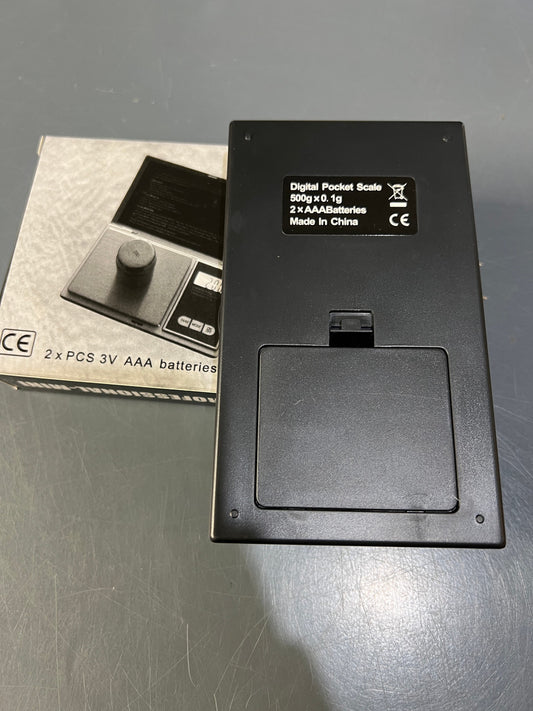 Digital Pocket Scale
500g x 0.1g
2 x AAABatteries
Made In China
CE
CE
2 x PCS 3V AAA batteries